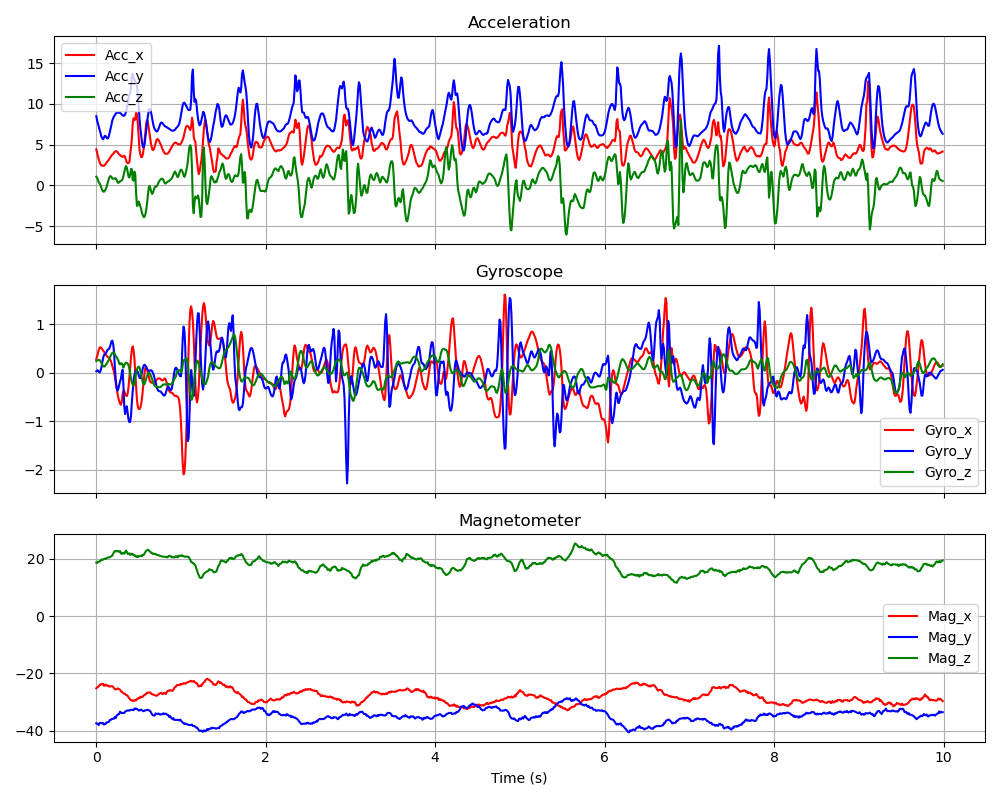 Acceleration
Acc_x
Acc_y
Acc_z
15
10
5
0
−5
Gyroscope
1
0
−1
−2
Gyro_x
Gyro_y
Gyro_z
Magnetometer
20
0
−20
−40
Mag_x
Mag_y
Mag_z
0 2 4 6 8 10
Time (s)